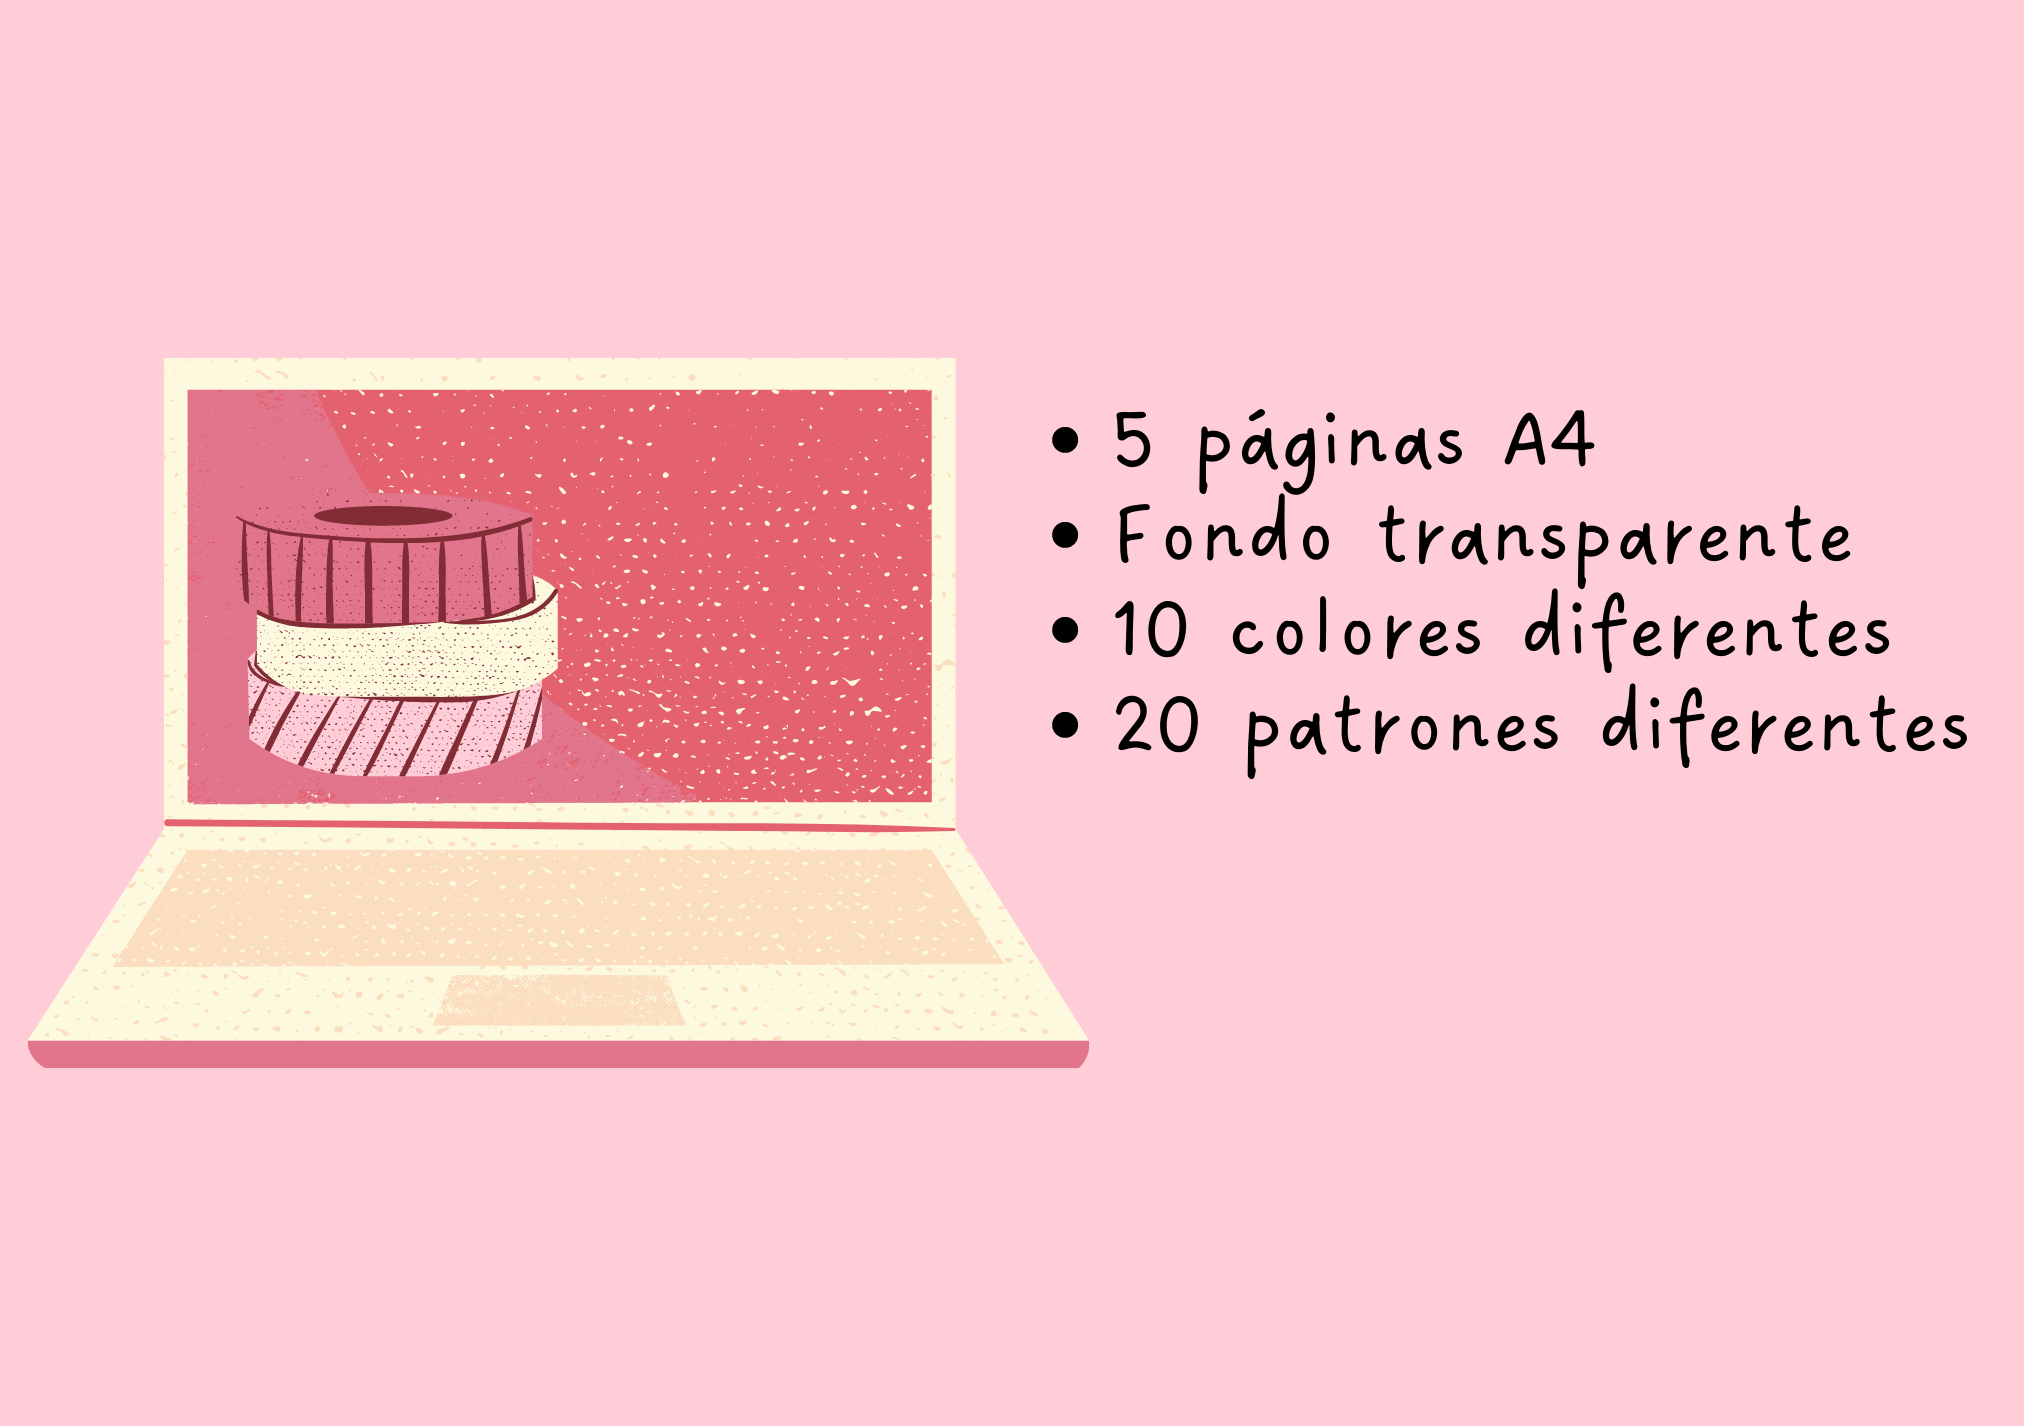 • 5 páginas A4
• Fondo transparente
• 10 colores diferentes
• 20 patrones diferentes